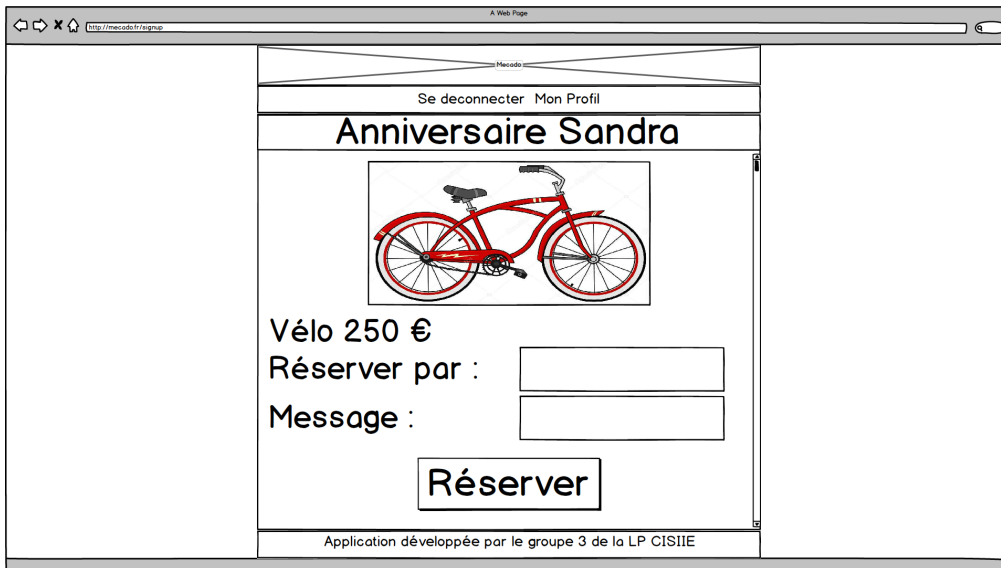 A Web Page
http://mecado.fr/signup
Mecado
Se deconnecter Mon Profil
Anniversaire Sandra
Vélo 250 €
Réserver par :
Message :
Réserver
Application développée par le groupe 3 de la LP CISIIE